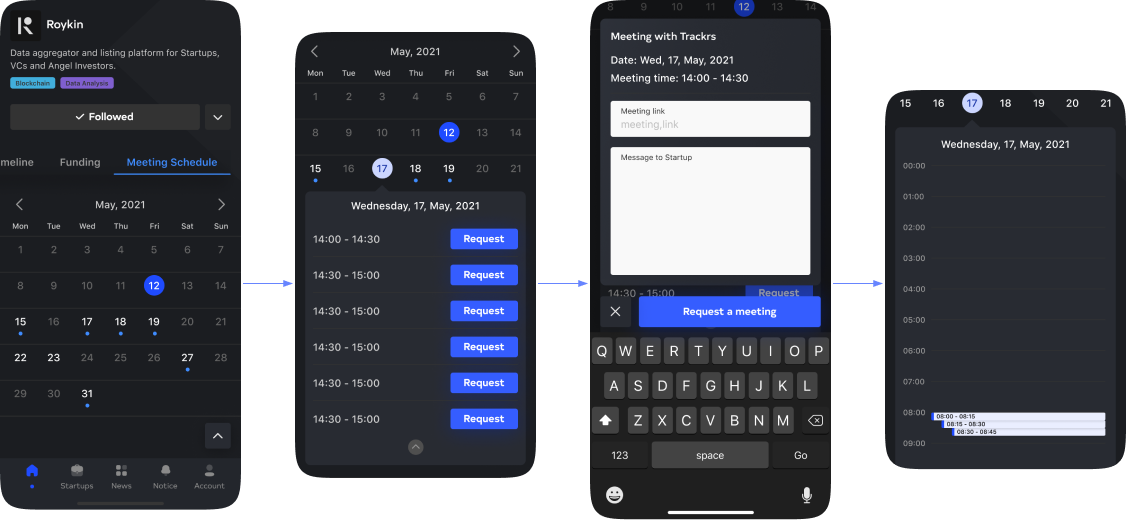 Roykin
Data aggregator and listing platform for Startups,
VCs and Angel Investors.
Blockchain Data Analysis
Followed
meline Funding Meeting Schedule
May, 2021
Mon Tue Wed Thu Fri Sat Sun
1 2 3 4 5 6 7
8 9 10 11 12 13 14
15 16 17 18 19 20 21
22 23 24 25 26 27 28
29 30 31
Startups News Notice Account
May, 2021
Mon Tue Wed Thu Fri Sat Sun
1 2 3 4 5 6 7
8 9 10 11 12 13 14
15 16 17 18 19 20 21
Wednesday, 17, May, 2021
14:00 - 14:30 Request
14:30 - 15:00 Request
14:30 - 15:00 Request
14:30 - 15:00 Request
14:30 - 15:00 Request
14:30 - 15:00 Request
8 9 10 11 12 13 14
Meeting with Trackrs
Date: Wed, 17, May, 2021
Meeting time: 14:00 - 14:30
Meeting link
meeting,link
Message to Startup
14:30 - 15:00 Request
Request a meeting
Q W E R T Y U I O P
A S D F G H J K L
Z X C V B N M
123 space Go
15 16 17 18 19 20 21
Wednesday, 17, May, 2021
00:00
01:00
02:00
03:00
04:00
05:00
06:00
07:00
08:00
08:00 - 08:15
08:15 - 08:30
08:30 - 08:45
09:00